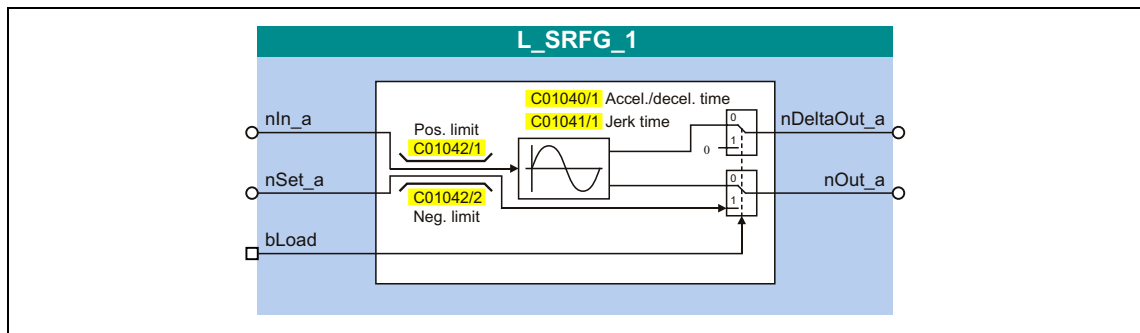 L_SRFG_1
C01040/1 Accel./decel. time
nIn_a
nDeltaOut_a
Pos. limit
C01041/1 Jerk time
0
C01042/1
1
0
nSet_a
nOut_a
0
C01042/2
1
Neg. limit
bLoad